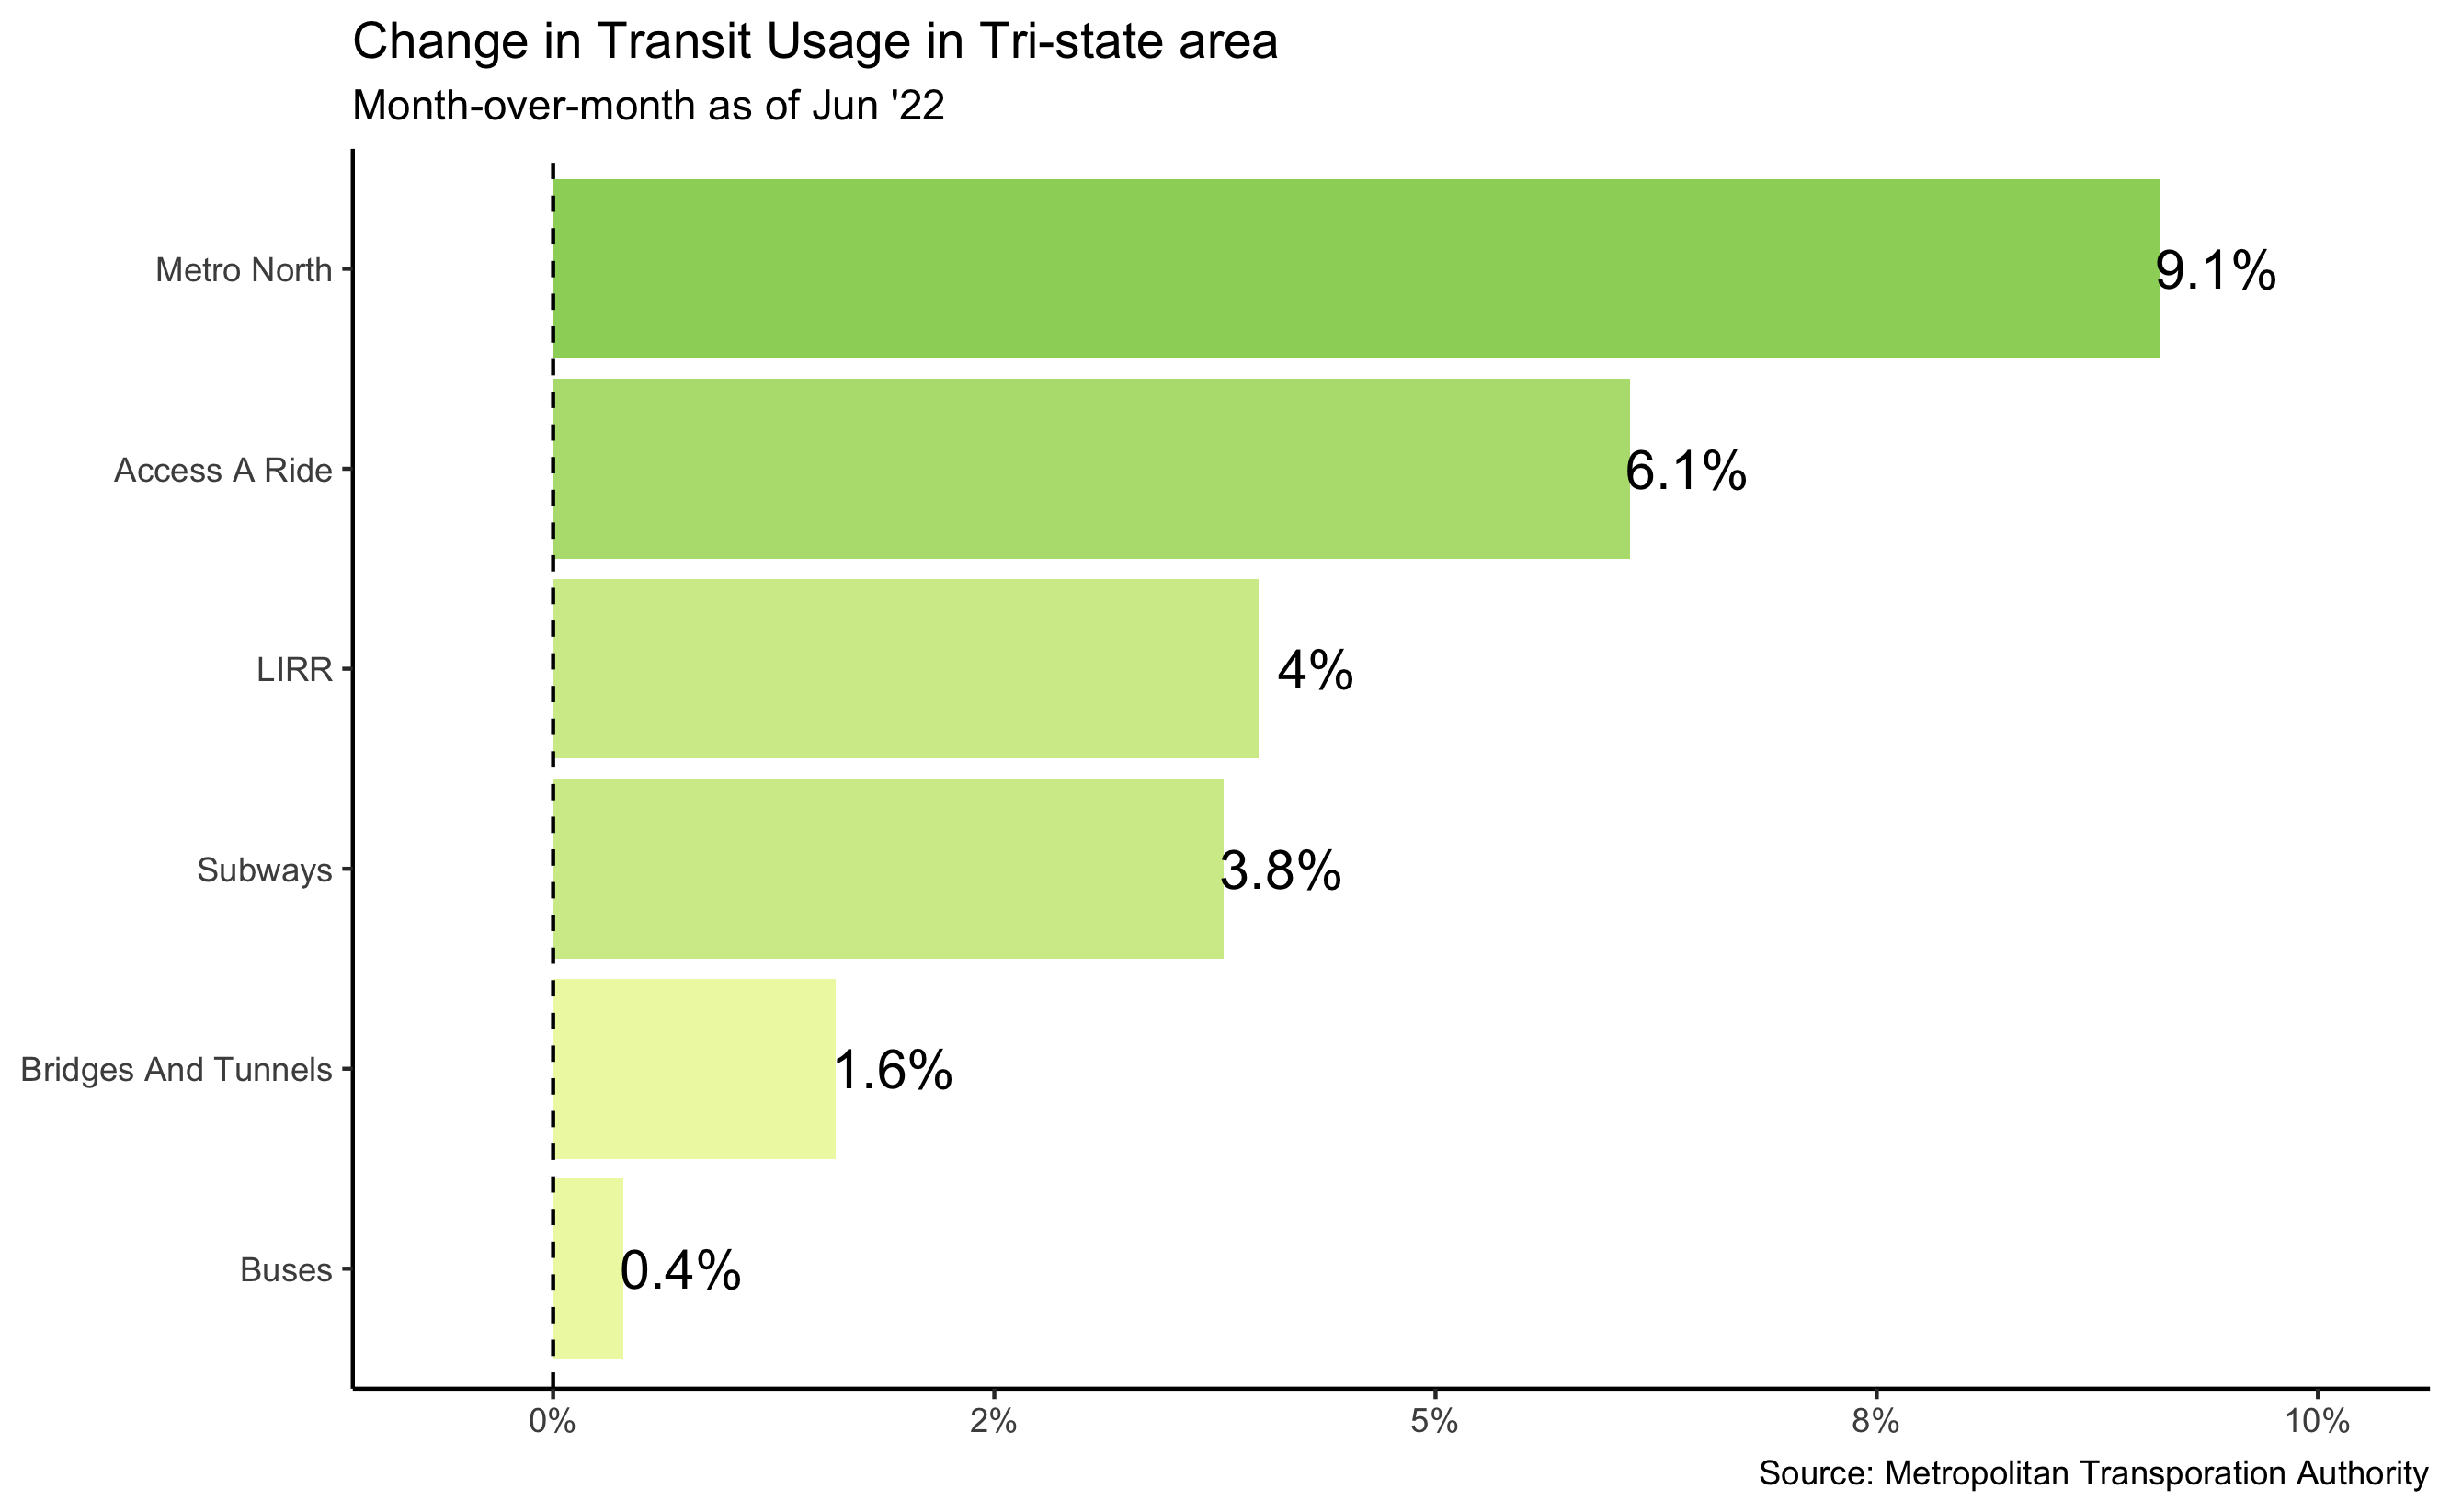 Change in Transit Usage in Tri-state area
Month-over-month as of Jun '22
Metro North
9.1%
Access A Ride
6.1%
LIRR
4%
Subways
3.8%
Bridges And Tunnels
1.6%
Buses
0.4%
0% 2% 5% 8% 10%
Source: Metropolitan Transporation Authority